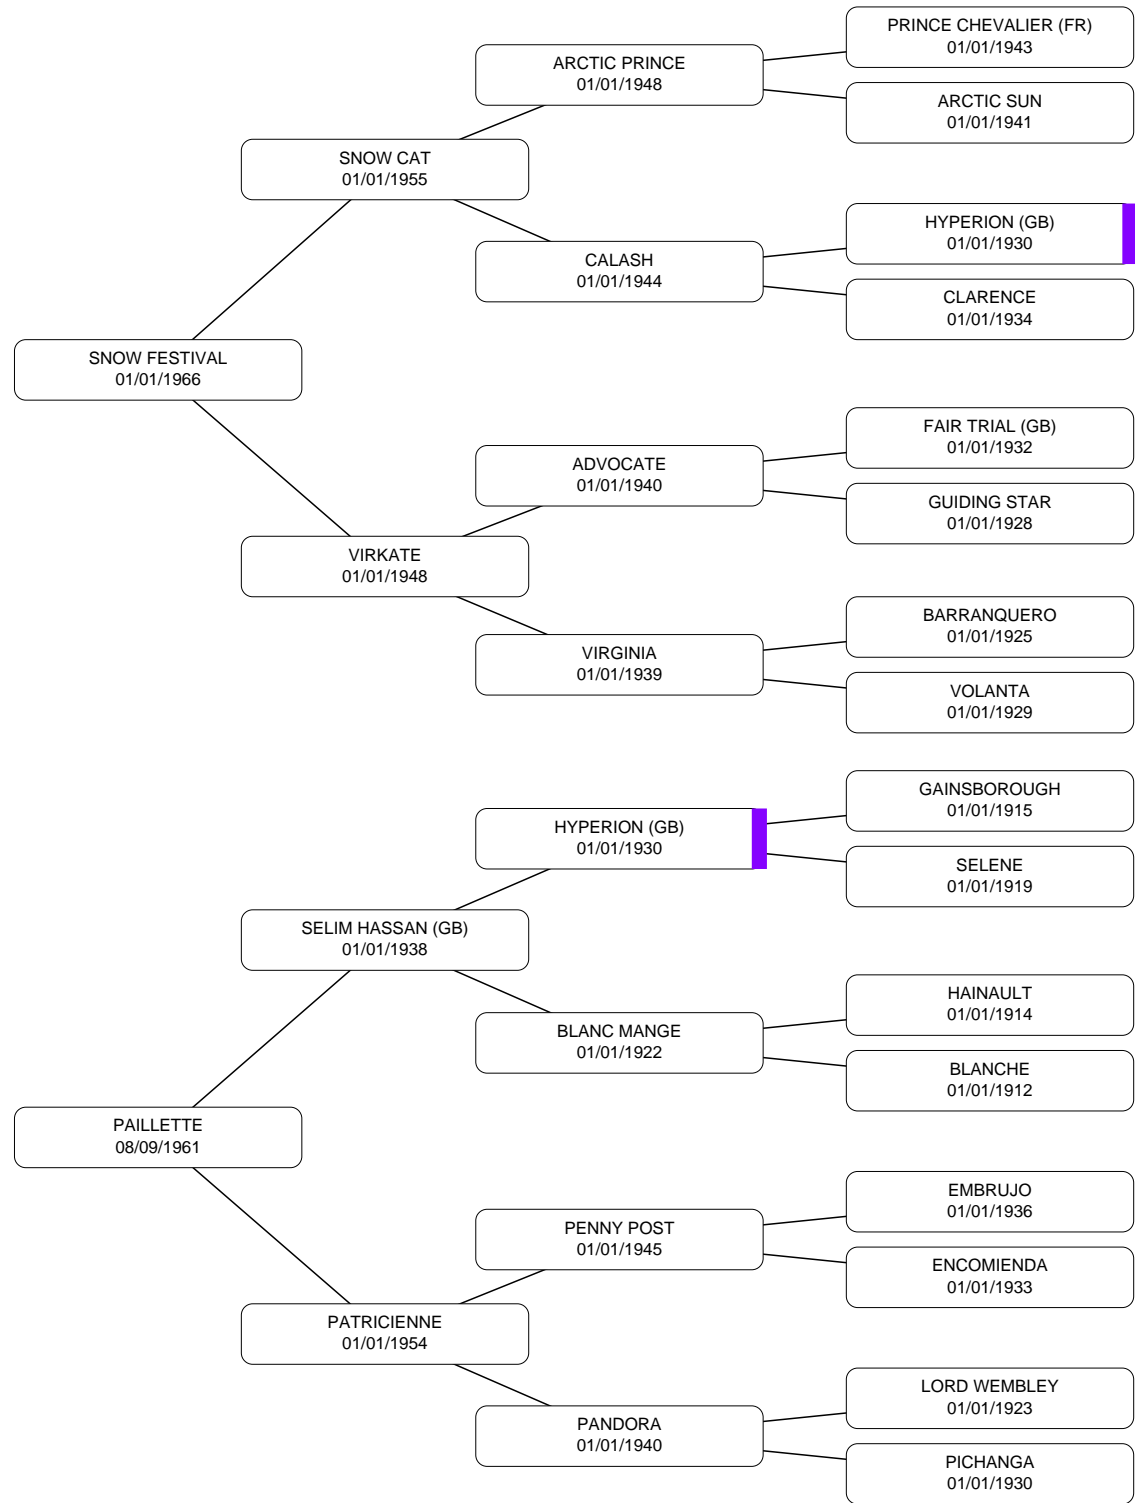 PRINCE CHEVALIER (FR)
01/01/1943
ARCTIC PRINCE
01/01/1948
ARCTIC SUN
01/01/1941
SNOW CAT
01/01/1955
HYPERION (GB)
01/01/1930
CALASH
01/01/1944
CLARENCE
01/01/1934
SNOW FESTIVAL
01/01/1966
FAIR TRIAL (GB)
01/01/1932
ADVOCATE
01/01/1940
GUIDING STAR
01/01/1928
VIRKATE
01/01/1948
BARRANQUERO
01/01/1925
VIRGINIA
01/01/1939
VOLANTA
01/01/1929
GAINSBOROUGH
01/01/1915
HYPERION (GB)
01/01/1930
SELENE
01/01/1919
SELIM HASSAN (GB)
01/01/1938
HAINAULT
01/01/1914
BLANC MANGE
01/01/1922
BLANCHE
01/01/1912
PAILLETTE
08/09/1961
EMBRUJO
01/01/1936
PENNY POST
01/01/1945
ENCOMIENDA
01/01/1933
PATRICIENNE
01/01/1954
LORD WEMBLEY
01/01/1923
PANDORA
01/01/1940
PICHANGA
01/01/1930